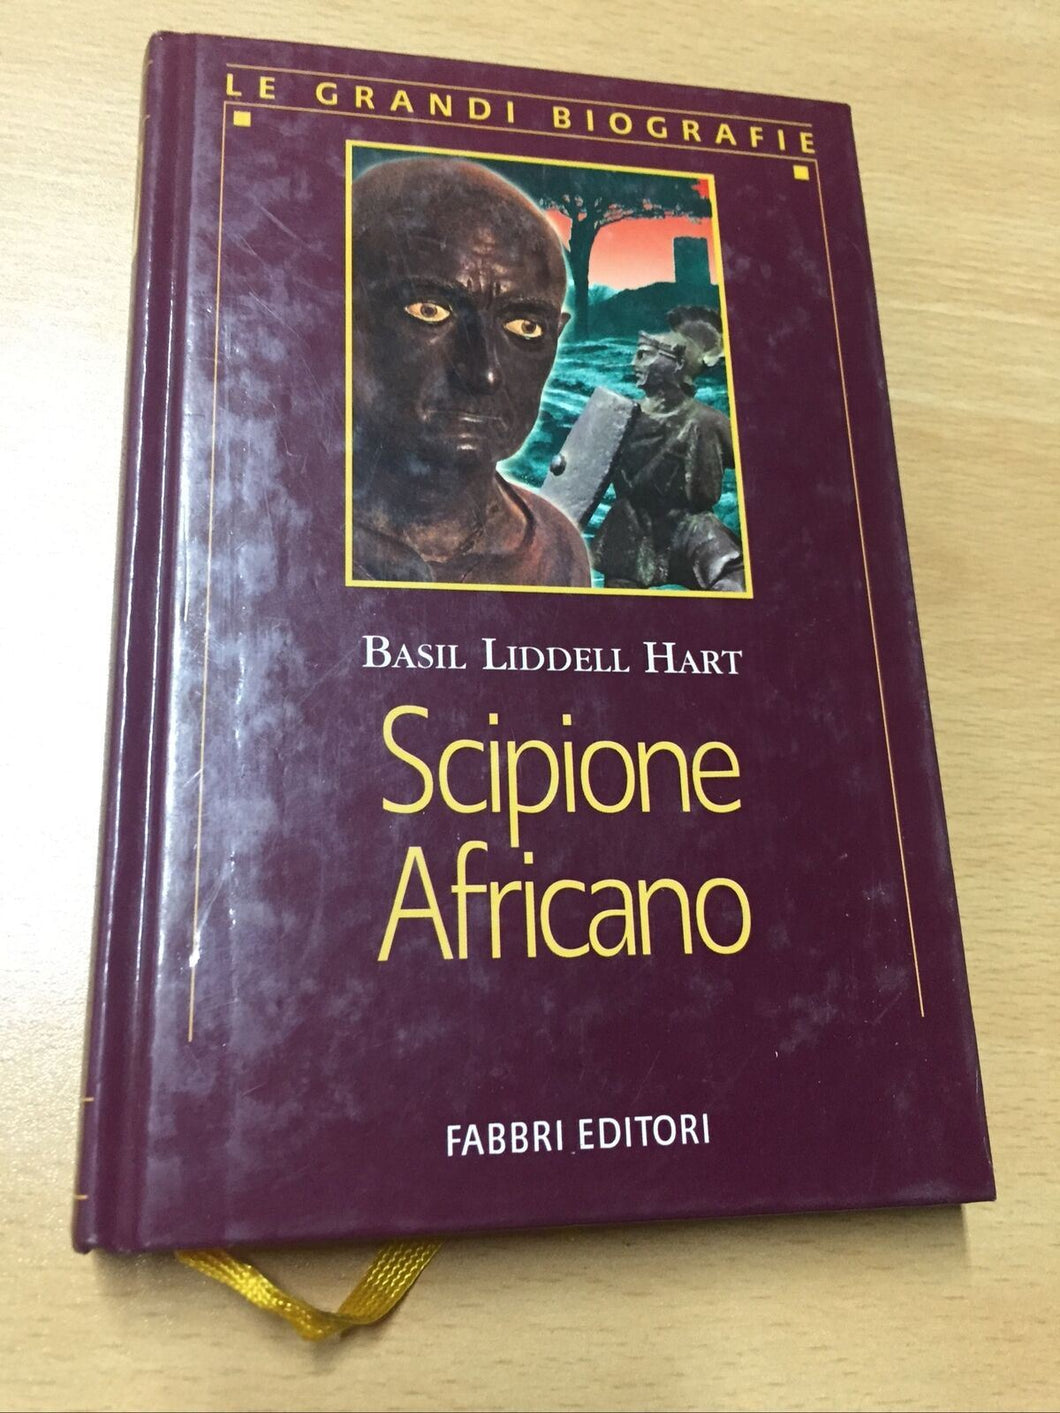 LE GRANDI BIOGRAFIE
BASIL LIDDELL HART
Scipione
Africano
FABBRI EDITORI